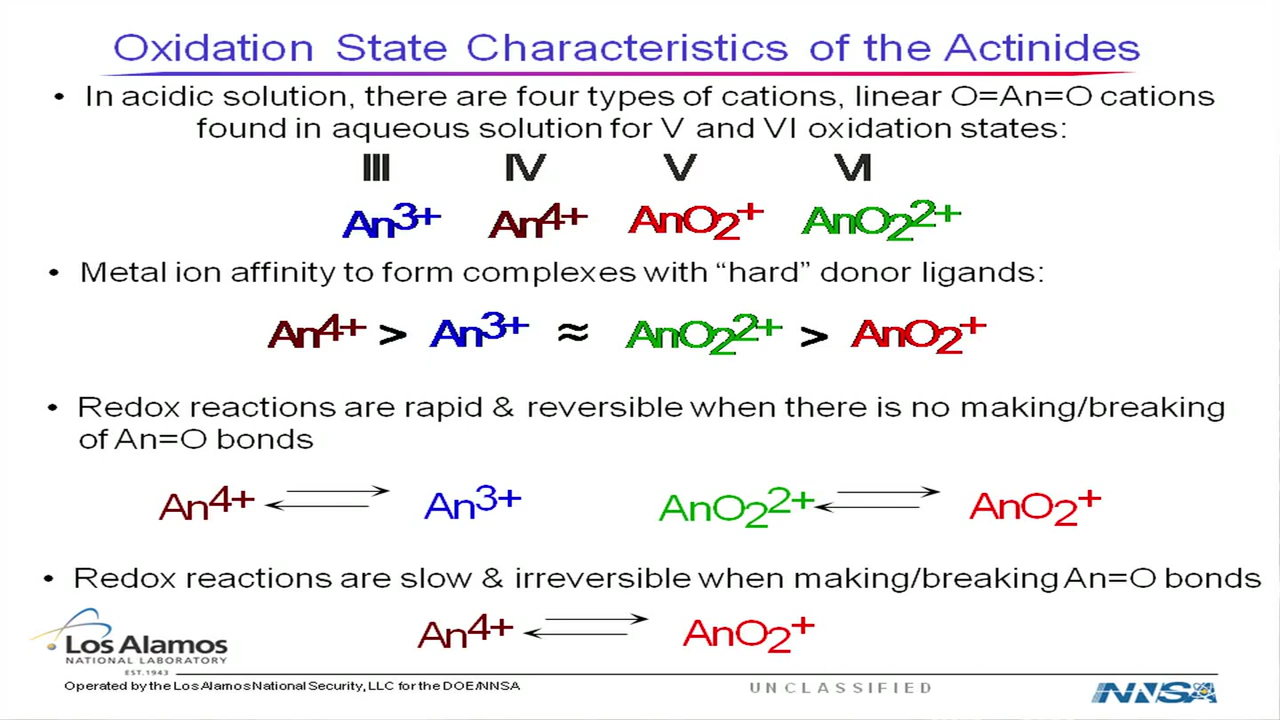 Oxidation State Characteristics of the Actinides
• In acidic solution, there are four types of cations, linear O=An=O cations
found in aqueous solution for V and VI oxidation states:
III IV V VI
An3+ An4+ AnO2+ AnO22+
• Metal ion affinity to form complexes with “hard” donor ligands:
An4+ > An3+ ≈ AnO22+ > AnO2+
• Redox reactions are rapid & reversible when there is no making/breaking
of An=O bonds
An4+ ⇌ An3+ AnO22+ ⇌ AnO2+
• Redox reactions are slow & irreversible when making/breaking An=O bonds
An4+ ⇌ AnO2+
Los Alamos
NATIONAL LABORATORY
EST.1943
Operated by the Los Alamos National Security, LLC for the DOE/NNSA
UNCLASSIFIED
NNSA